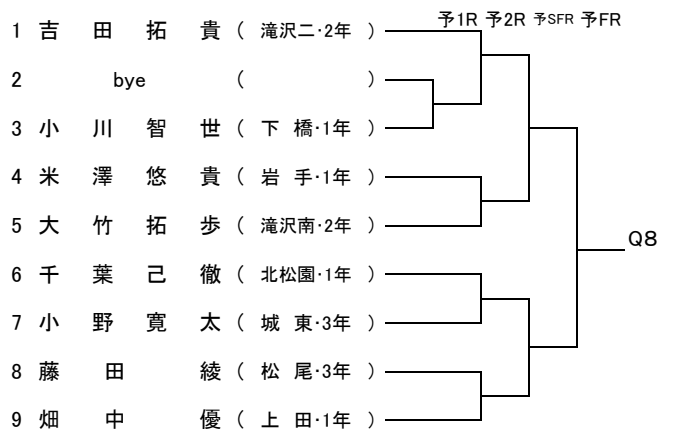 予1R 予2R 予SFR 予FR
1 吉田拓貴 ( 滝沢二・2年 )
2 bye ( )
3 小川智世 ( 下橋・1年 )
4 米澤悠貴 ( 岩手・1年 )
5 大竹拓歩 ( 滝沢南・2年 )
Q8
6 千葉己徹 ( 北松園・1年 )
7 小野寛太 ( 城東・3年 )
8 藤田綾 ( 松尾・3年 )
9 畑中優 ( 上田・1年 )